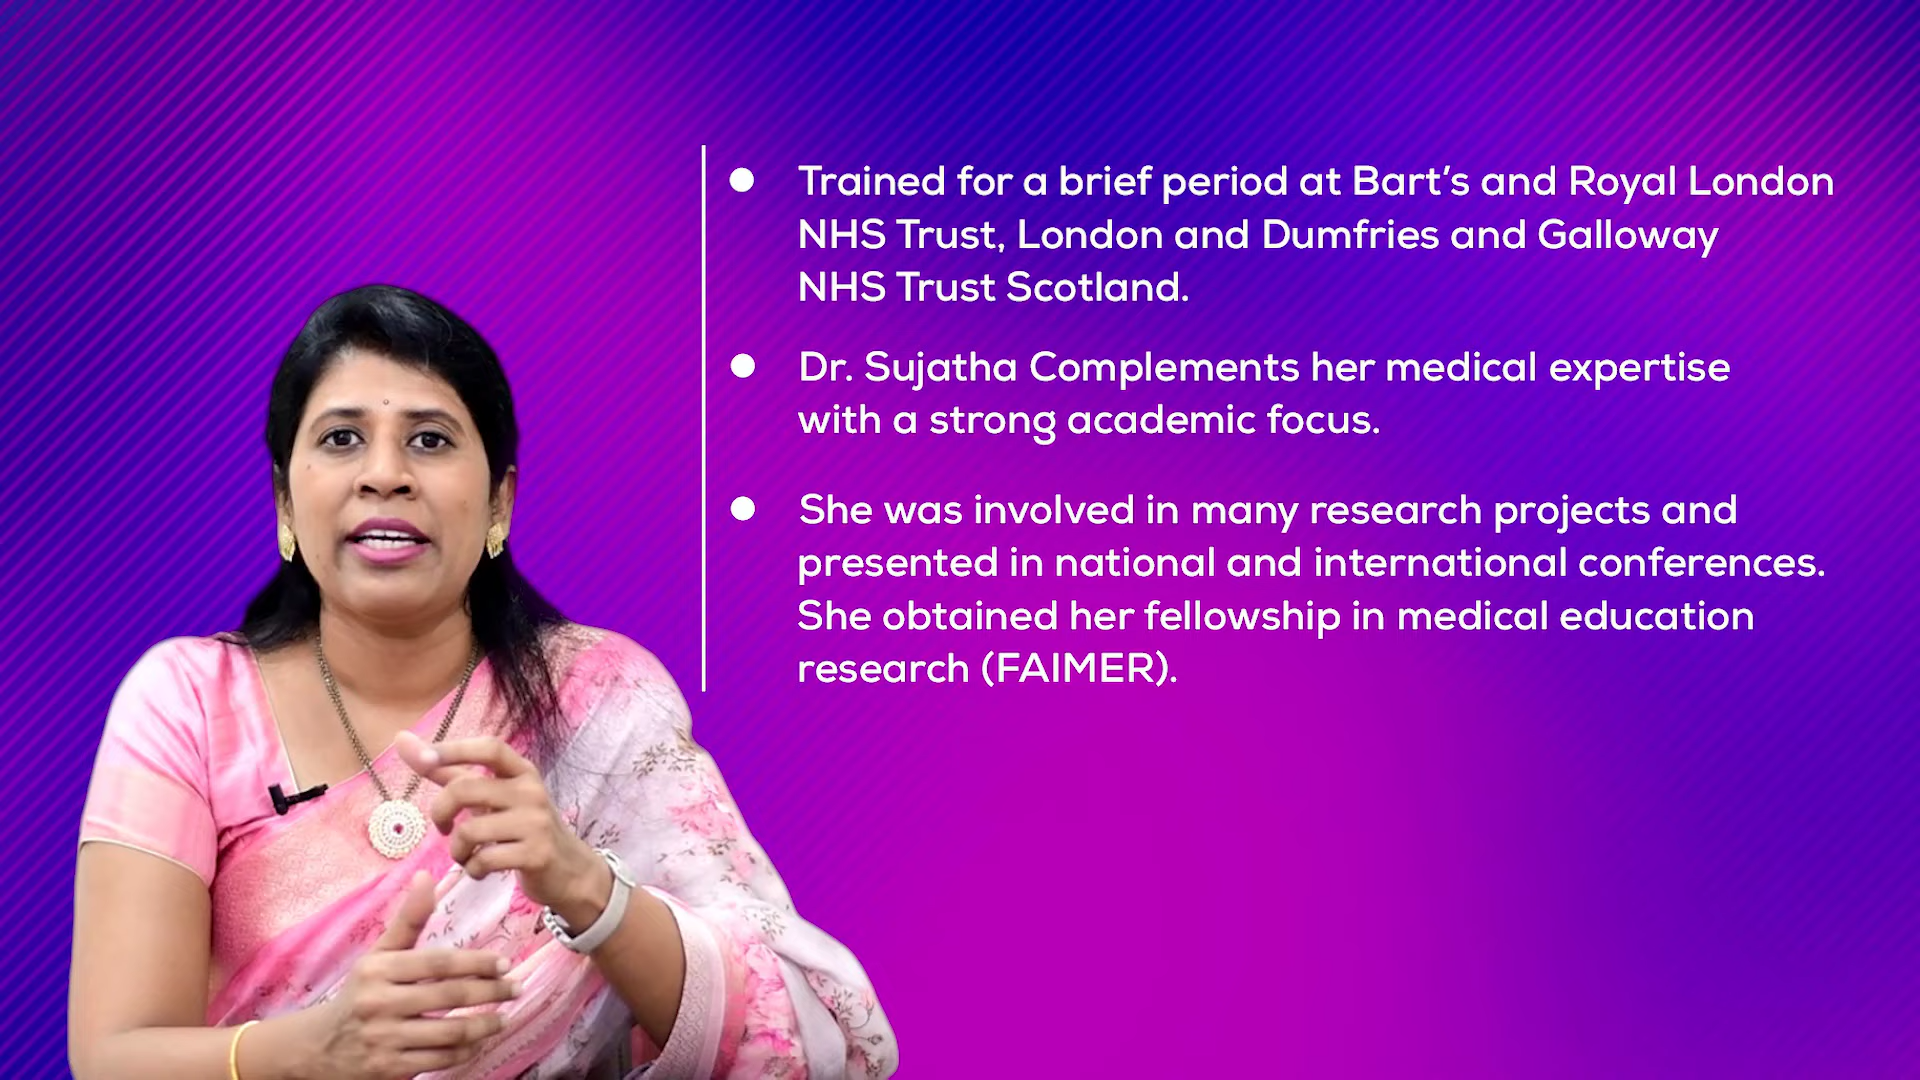 Trained for a brief period at Bart’s and Royal London
NHS Trust, London and Dumfries and Galloway
NHS Trust Scotland.
Dr. Sujatha Complements her medical expertise
with a strong academic focus.
She was involved in many research projects and
presented in national and international conferences.
She obtained her fellowship in medical education
research (FAIMER).